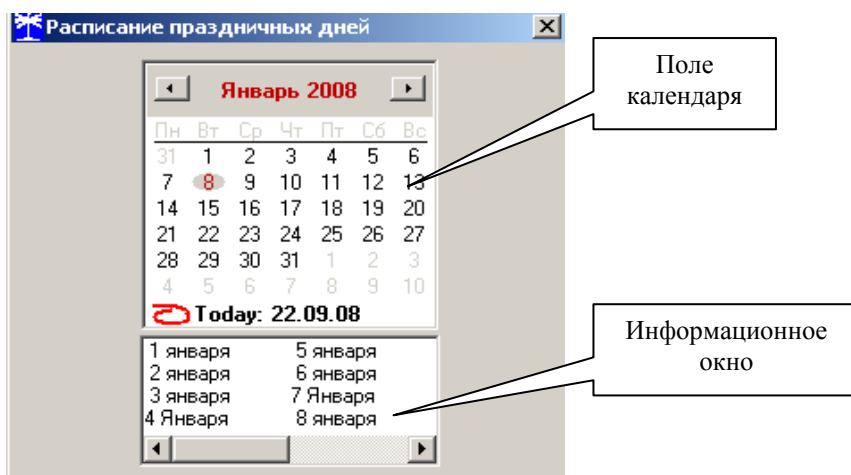 Расписание праздничных дней
Январь 2008
Пн Вт Ср Чт Пт Сб Вс
31 1 2 3 4 5 6
7 8 9 10 11 12 13
14 15 16 17 18 19 20
21 22 23 24 25 26 27
28 29 30 31 1 2 3
4 5 6 7 8 9 10
Today: 22.09.08
1 января 5 января
2 января 6 января
3 января 7 Января
4 Января 8 января
Поле
календаря
Информационное
окно